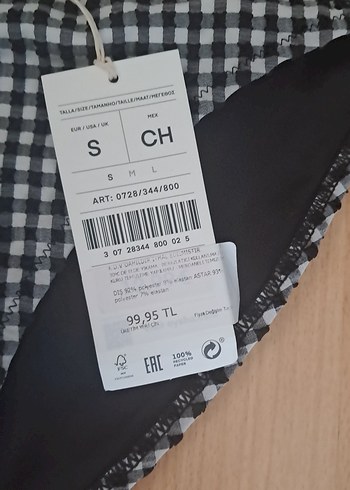 TALLA/SIZE/TAMANHO/TAILLE/MAAT/ΜΕΓΕΘΟΣ
EUR / USA / UK
MEX
S
CH
S M L
ART: 0728/344/800
3 07 28344 800 02 5
DIŞ 92% polyester 8% elastan ASTAR 93%
polyester 7% elastan
99,95 TL
FSC
EAC
100%
RECYCLED
PAPER